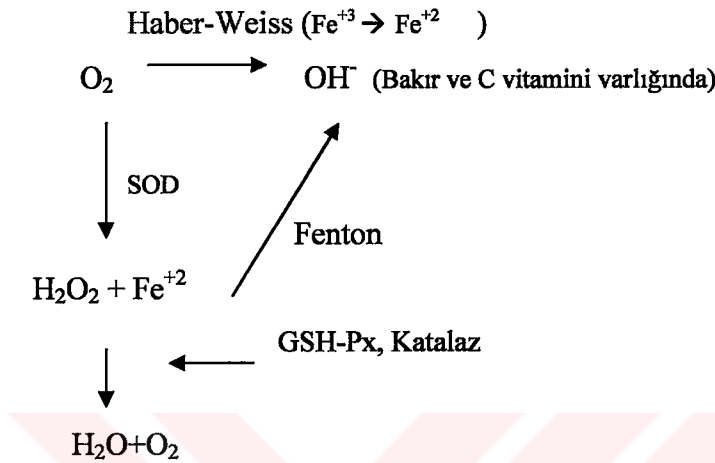 Haber-Weiss (Fe⁺³ → Fe⁺² )
O₂ OH⁻ (Bakır ve C vitamini varlığında)
SOD
Fenton
H₂O₂ + Fe⁺²
GSH-Px, Katalaz
H₂O+O₂